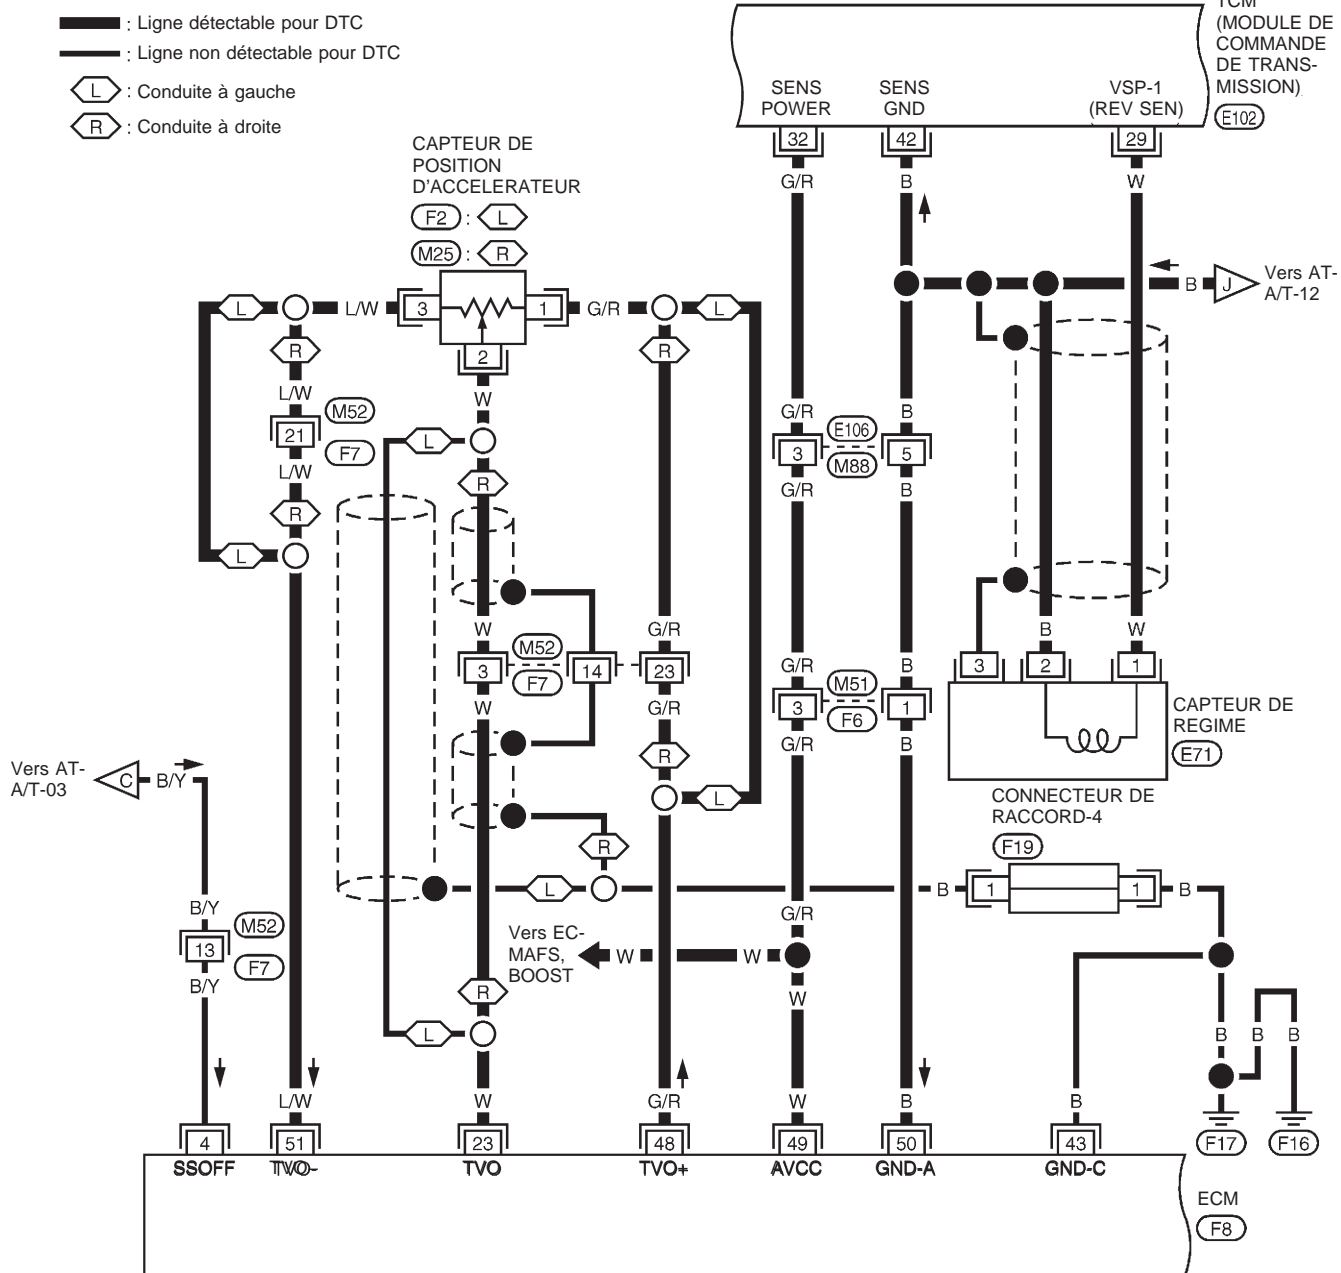 : Ligne détectable pour DTC
: Ligne non détectable pour DTC
L : Conduite à gauche
R : Conduite à droite
TCM
(MODULE DE
COMMANDE
DE TRANS-
MISSION)
E102
SENS
POWER
SENS
GND
VSP-1
(REV SEN)
32 42 29
G/R B W
CAPTEUR DE
POSITION
D'ACCELERATEUR
F2 : L
M25 : R
B J
Vers AT-
A/T-12
L L/W 3 1 G/R L
R 2 R
L/W W
M52
21
F7
L/W
L
R R
L
G/R E106 B
3 M88 5
G/R B
W G/R
M52
3 14 23
F7
W G/R
G/R B
M51
3 1
F6
G/R B
B W
3 2 1
CAPTEUR DE
REGIME
E71
R
L
Vers AT-
A/T-03
C B/Y
CONNECTEUR DE
RACCORD-4
F19
R
L B 1 1 B
B/Y
M52
13
F7
B/Y
G/R
Vers EC-
MAFS,
BOOST
W W
R W
L
B B B
L/W W G/R W B B
4 51 23 48 49 50 43
F17 F16
SSOFF TVO- TVO TVO+ AVCC GND-A GND-C
ECM
F8